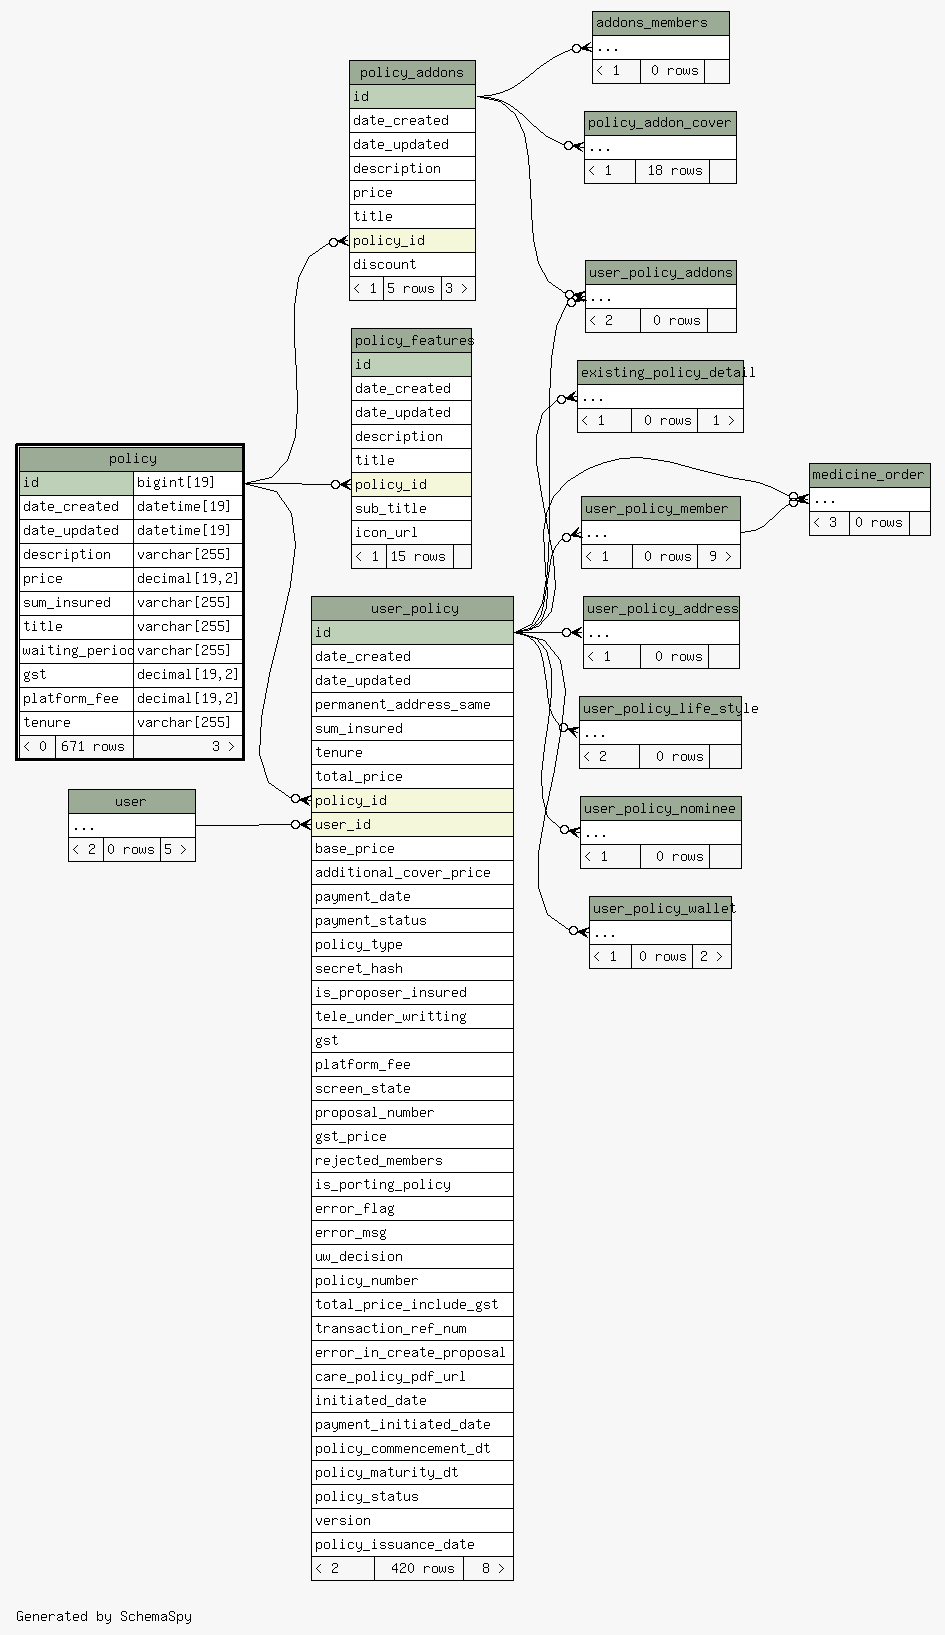 addons_members
...
< 1 0 rows
policy_addons
id
date_created
date_updated
description
price
title
policy_id
discount
< 1 5 rows 3 >
policy_addon_cover
...
< 1 18 rows
user_policy_addons
...
< 2 0 rows
policy_features
id
date_created
date_updated
description
title
policy_id
sub_title
icon_url
< 1 15 rows
existing_policy_detail
...
< 1 0 rows 1 >
policy
id bigint[19]
date_created datetime[19]
date_updated datetime[19]
description varchar[255]
price decimal[19,2]
sum_insured varchar[255]
title varchar[255]
waiting_period varchar[255]
gst decimal[19,2]
platform_fee decimal[19,2]
tenure varchar[255]
< 0 671 rows 3 >
medicine_order
...
< 3 0 rows
user_policy_member
...
< 1 0 rows 9 >
user_policy_address
...
< 1 0 rows
user_policy_life_style
...
< 2 0 rows
user_policy_nominee
...
< 1 0 rows
user_policy_wallet
...
< 1 0 rows 2 >
user
...
< 2 0 rows 5 >
user_policy
id
date_created
date_updated
permanent_address_same
sum_insured
tenure
total_price
policy_id
user_id
base_price
additional_cover_price
payment_date
payment_status
policy_type
secret_hash
is_proposer_insured
tele_under_writting
gst
platform_fee
screen_state
proposal_number
gst_price
rejected_members
is_porting_policy
error_flag
error_msg
uw_decision
policy_number
total_price_include_gst
transaction_ref_num
error_in_create_proposal
care_policy_pdf_url
initiated_date
payment_initiated_date
policy_commencement_dt
policy_maturity_dt
policy_status
version
policy_issuance_date
< 2 420 rows 8 >
Generated by SchemaSpy